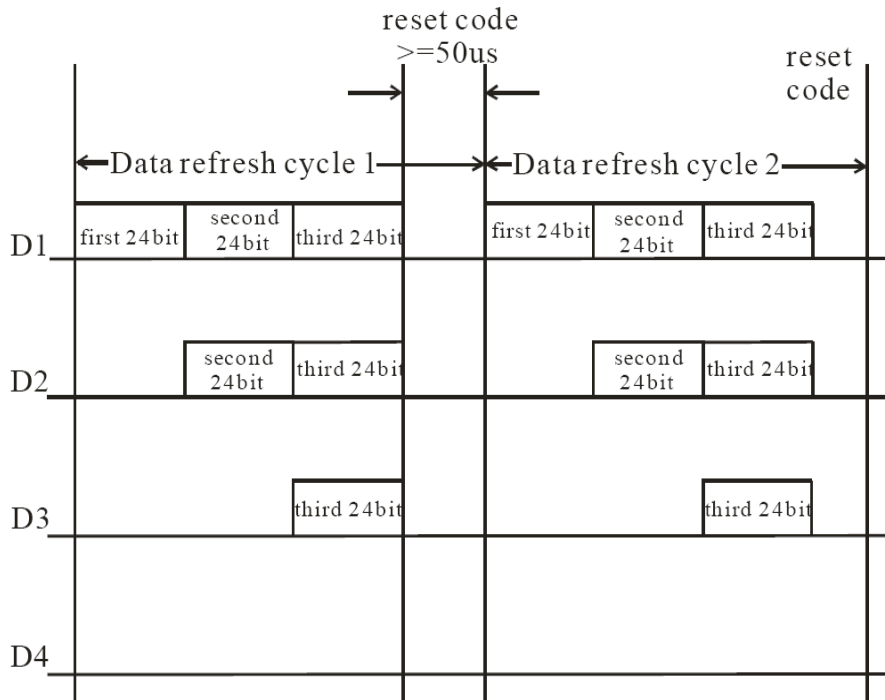 reset code
>=50us
reset
code
Data refresh cycle 1
Data refresh cycle 2
D1
first 24bit
second
24bit
third 24bit
first 24bit
second
24bit
third 24bit
D2
second
24bit
third 24bit
second
24bit
third 24bit
D3
third 24bit
third 24bit
D4